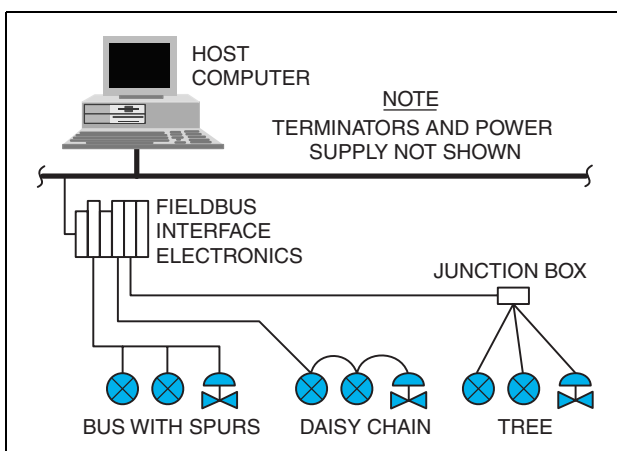 HOST
COMPUTER
NOTE
TERMINATORS AND POWER
SUPPLY NOT SHOWN
FIELDBUS
INTERFACE
ELECTRONICS
JUNCTION BOX
BUS WITH SPURS
DAISY CHAIN
TREE